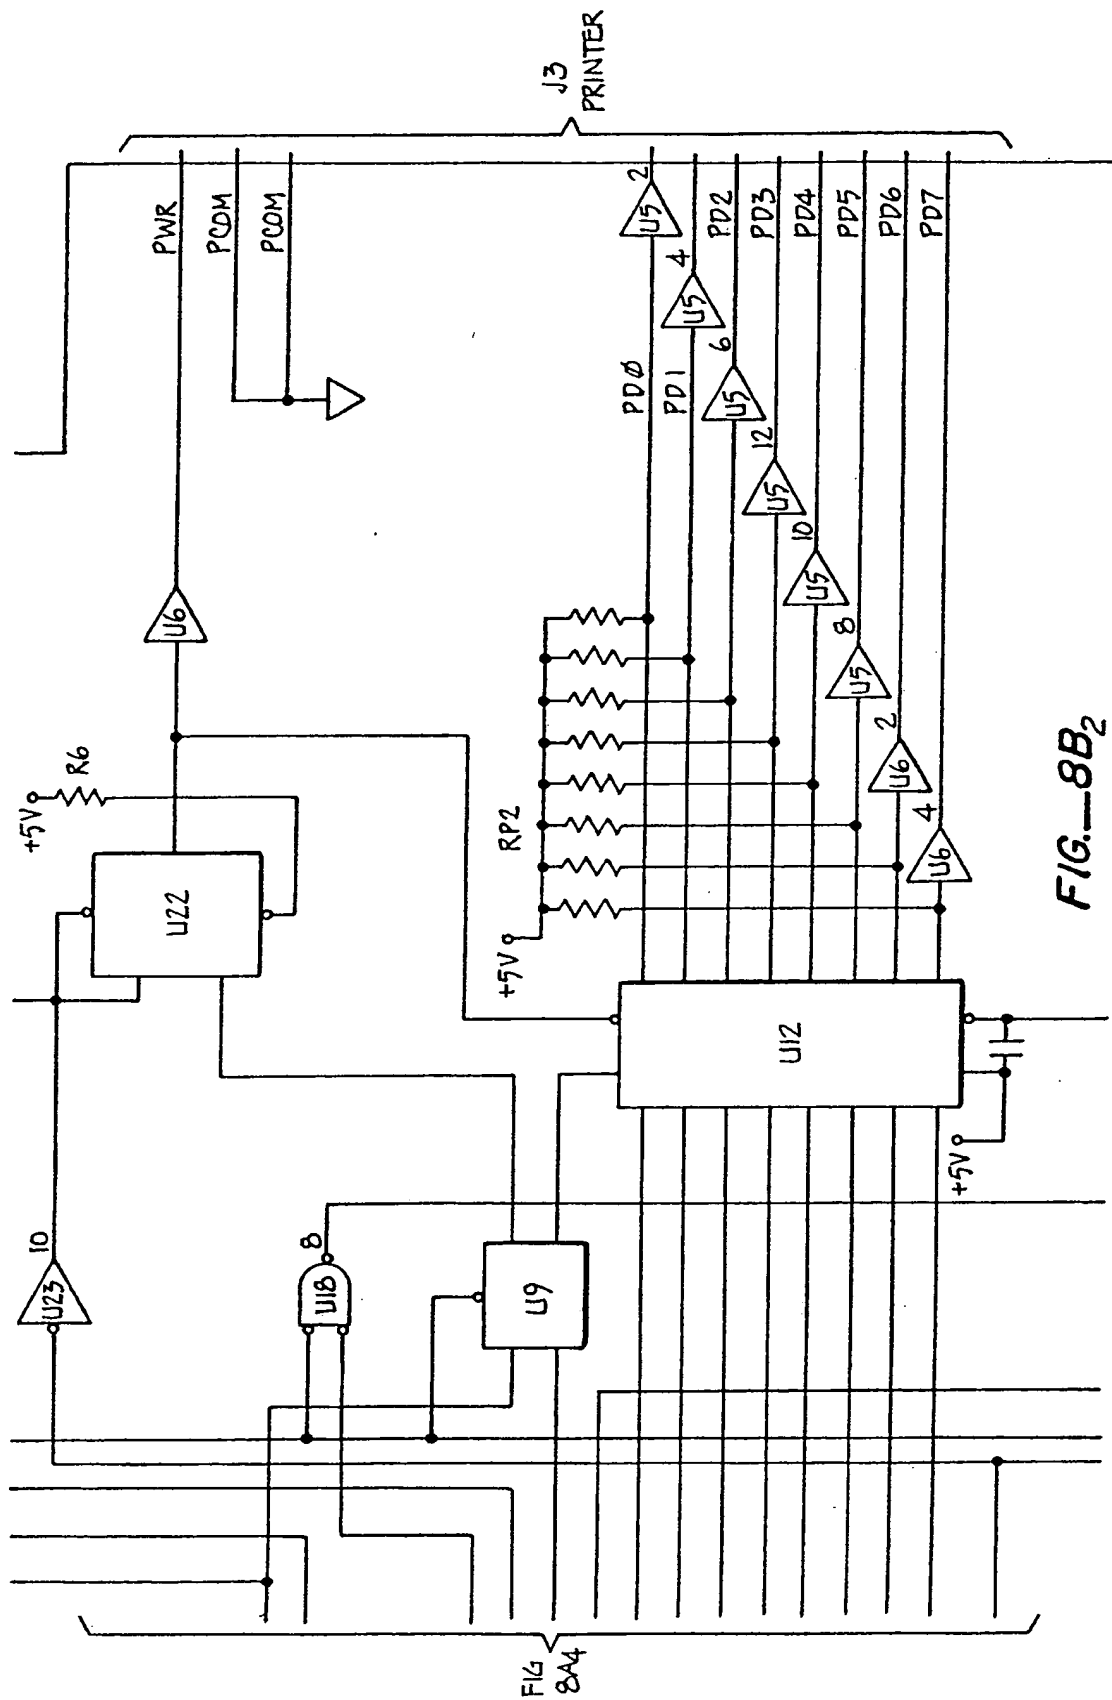 J3
PRINTER
PWR
PCOM
PCOM
U6
+5V
R6
U22
10
U23
8
U18
U9
+5V
RP2
PDØ
U5
2
PD1
U5
4
U5
6
PD2
U5
12
PD3
U5
10
PD4
U5
8
PD5
U6
2
PD6
U6
4
PD7
U12
+5V
FIG
8A4
FIG._8B2